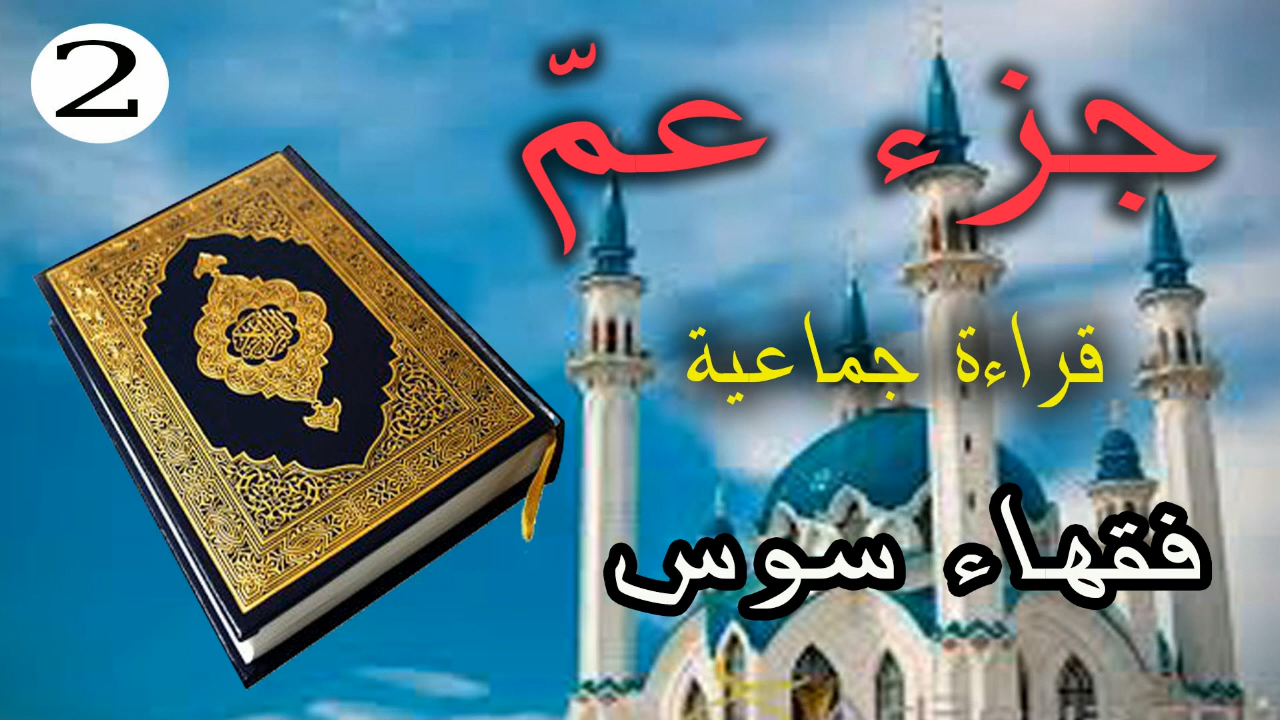 2
جزء عمّ
قراءة جماعية
فقهاء سوس